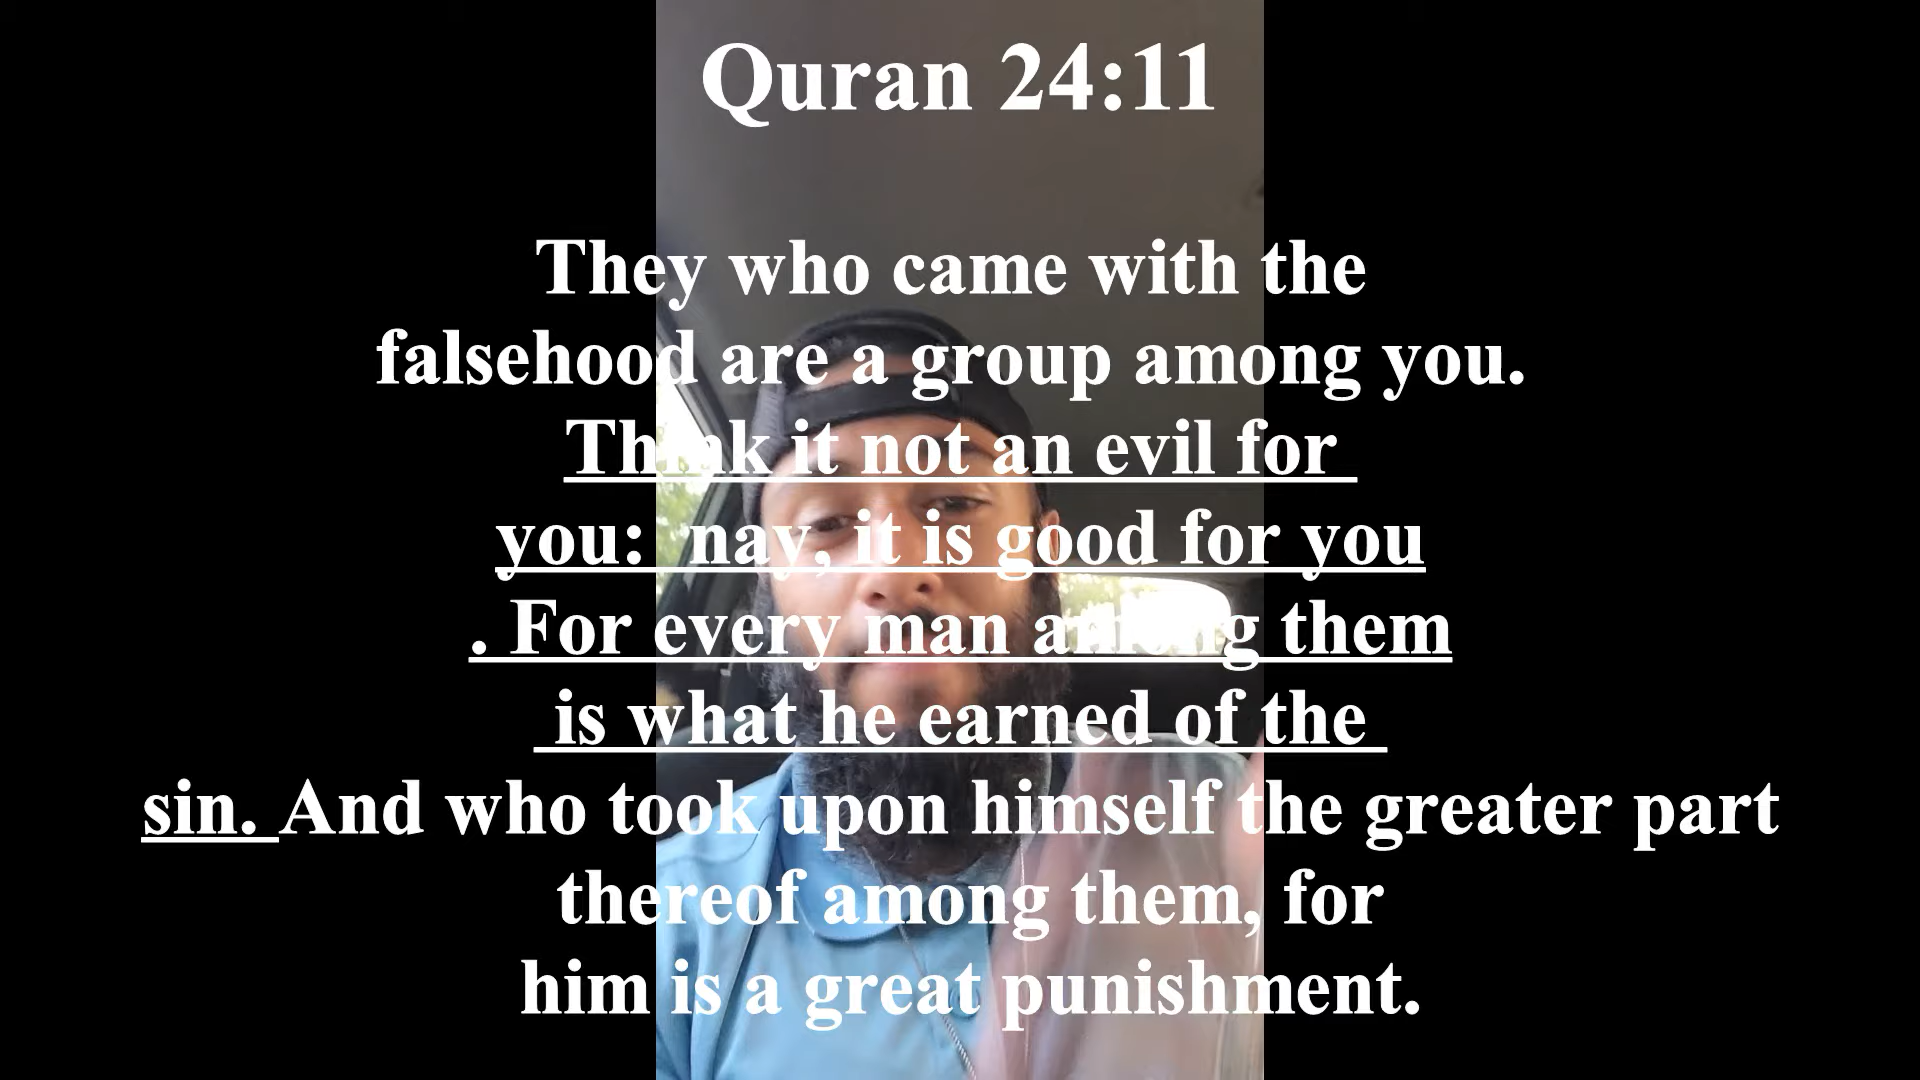 Quran 24:11
They who came with the
falsehood are a group among you.
Think it not an evil for
you: nay, it is good for you
. For every man among them
is what he earned of the
sin. And who took upon himself the greater part
thereof among them, for
him is a great punishment.